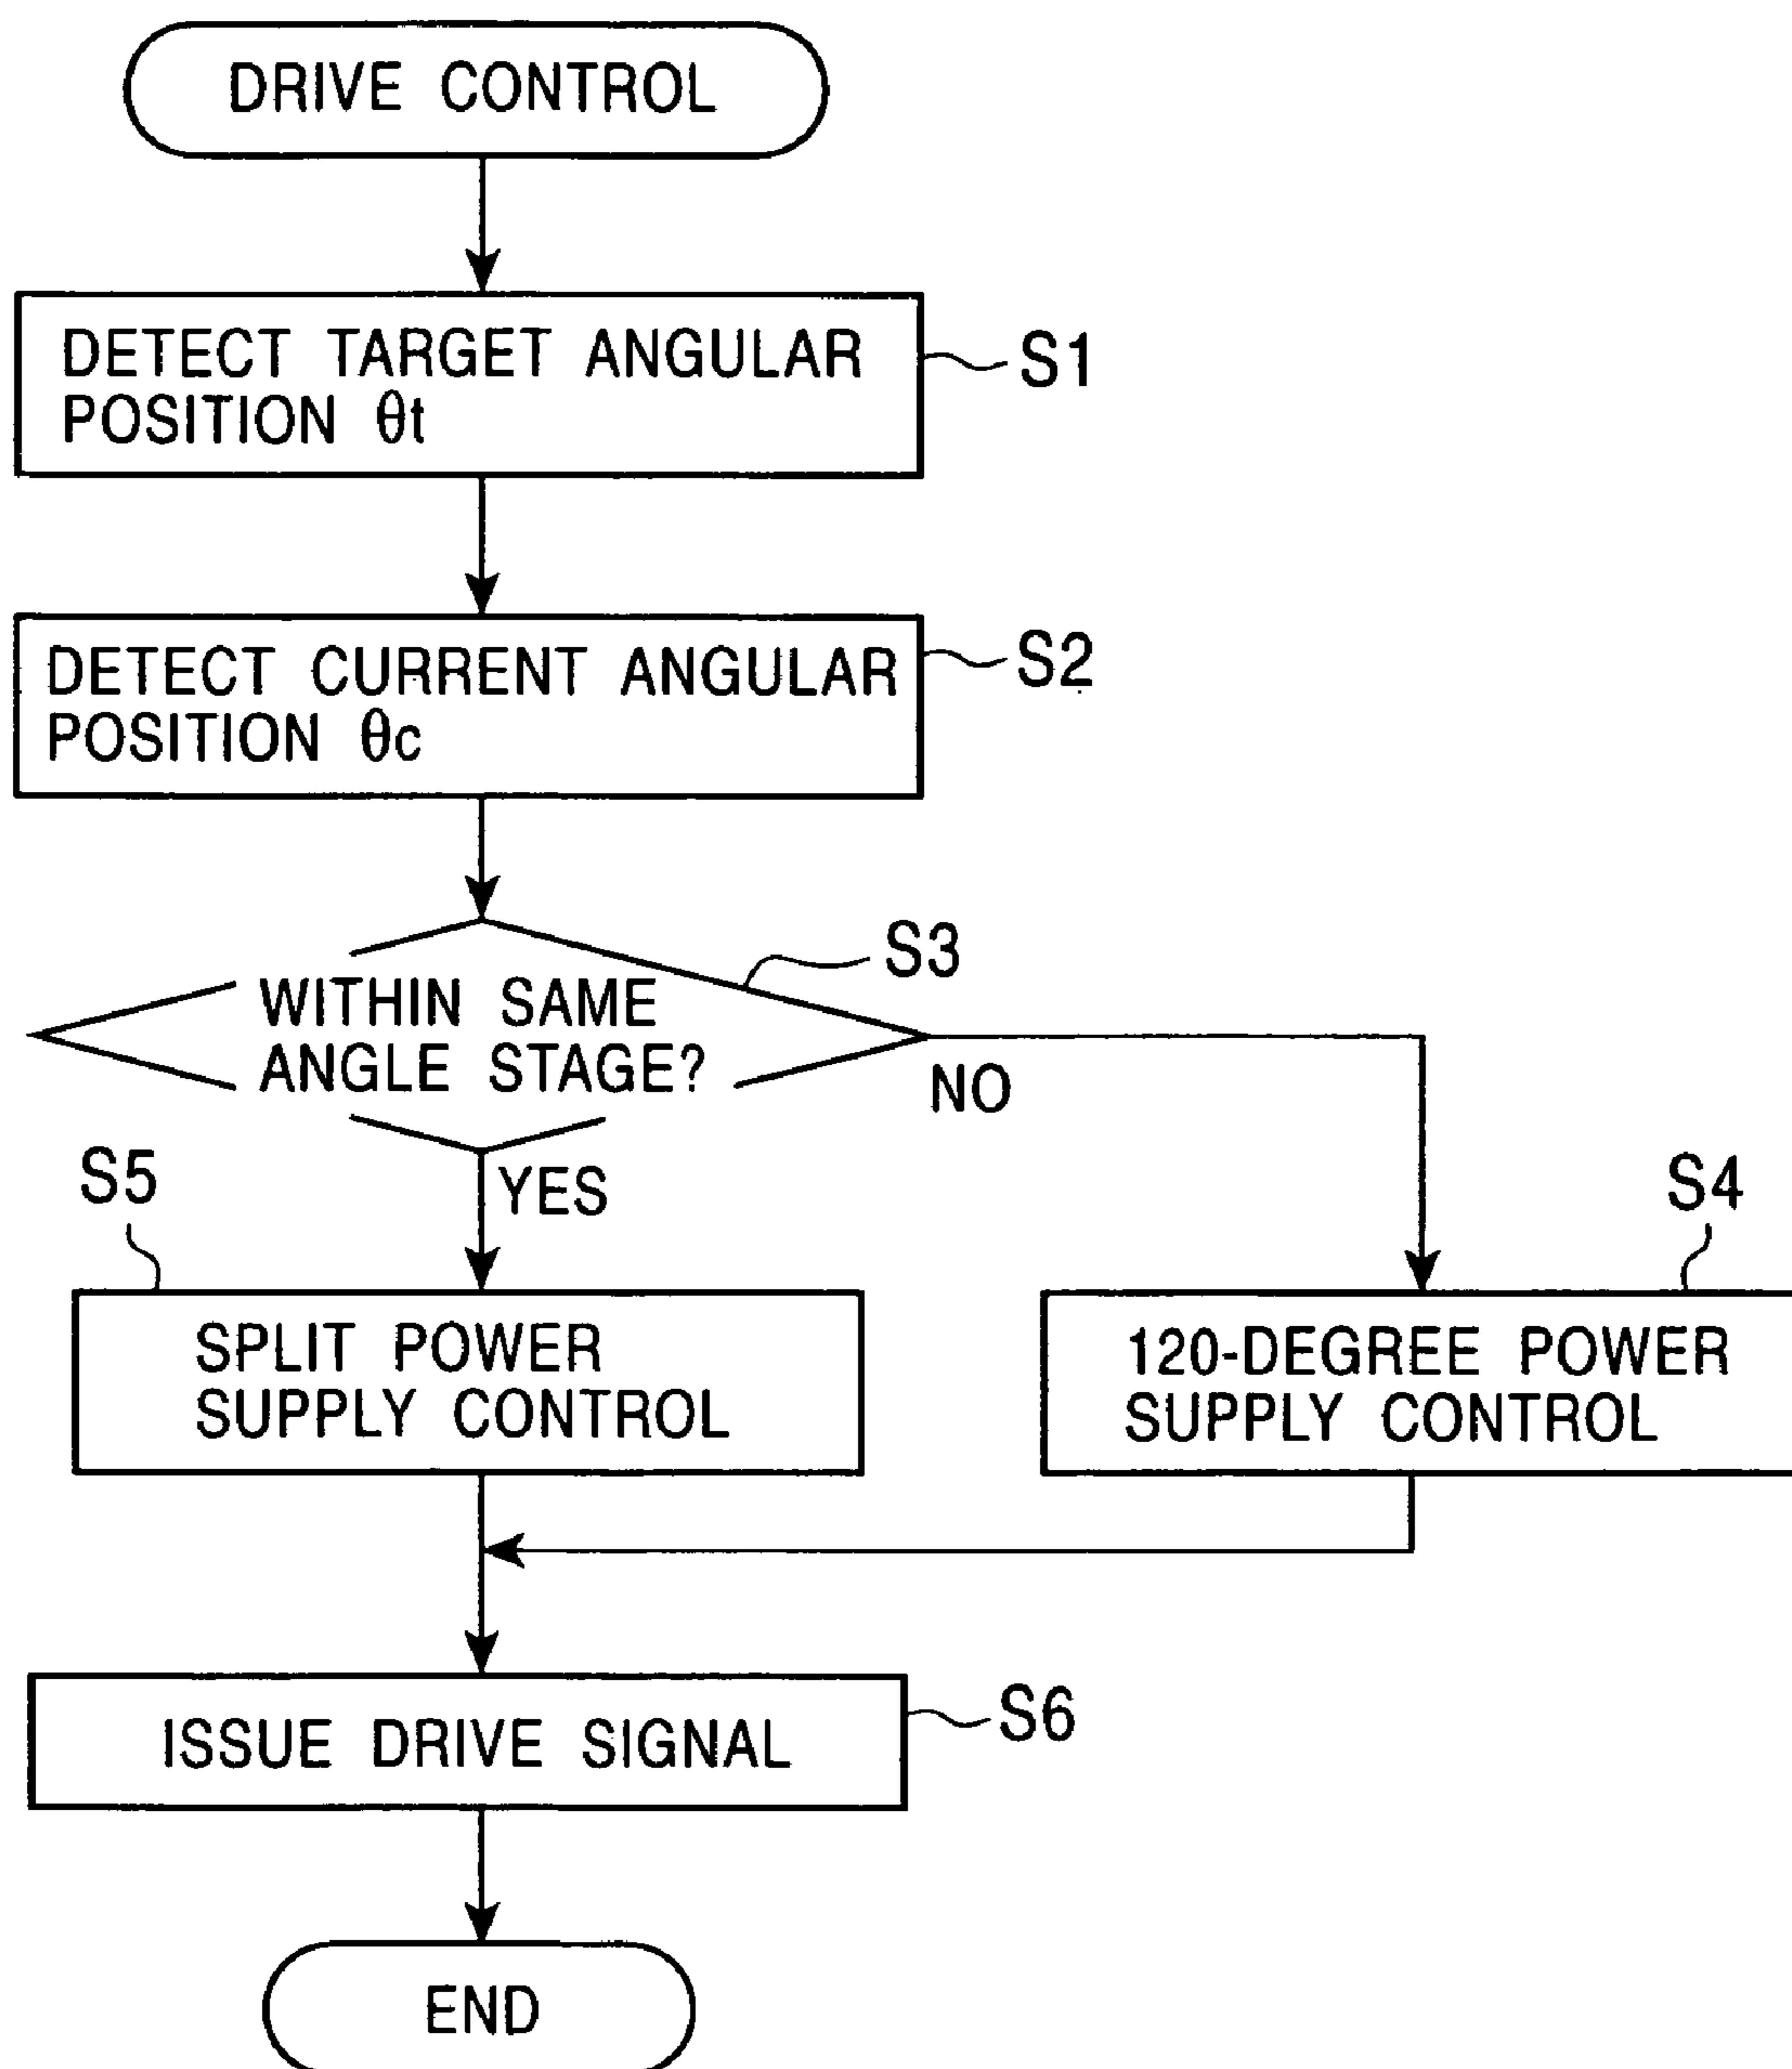 DRIVE CONTROL
DETECT TARGET ANGULAR
POSITION θt
S1
DETECT CURRENT ANGULAR
POSITION θc
S2
S3
WITHIN SAME
ANGLE STAGE?
NO
YES
S5
S4
SPLIT POWER
SUPPLY CONTROL
120-DEGREE POWER
SUPPLY CONTROL
ISSUE DRIVE SIGNAL
S6
END